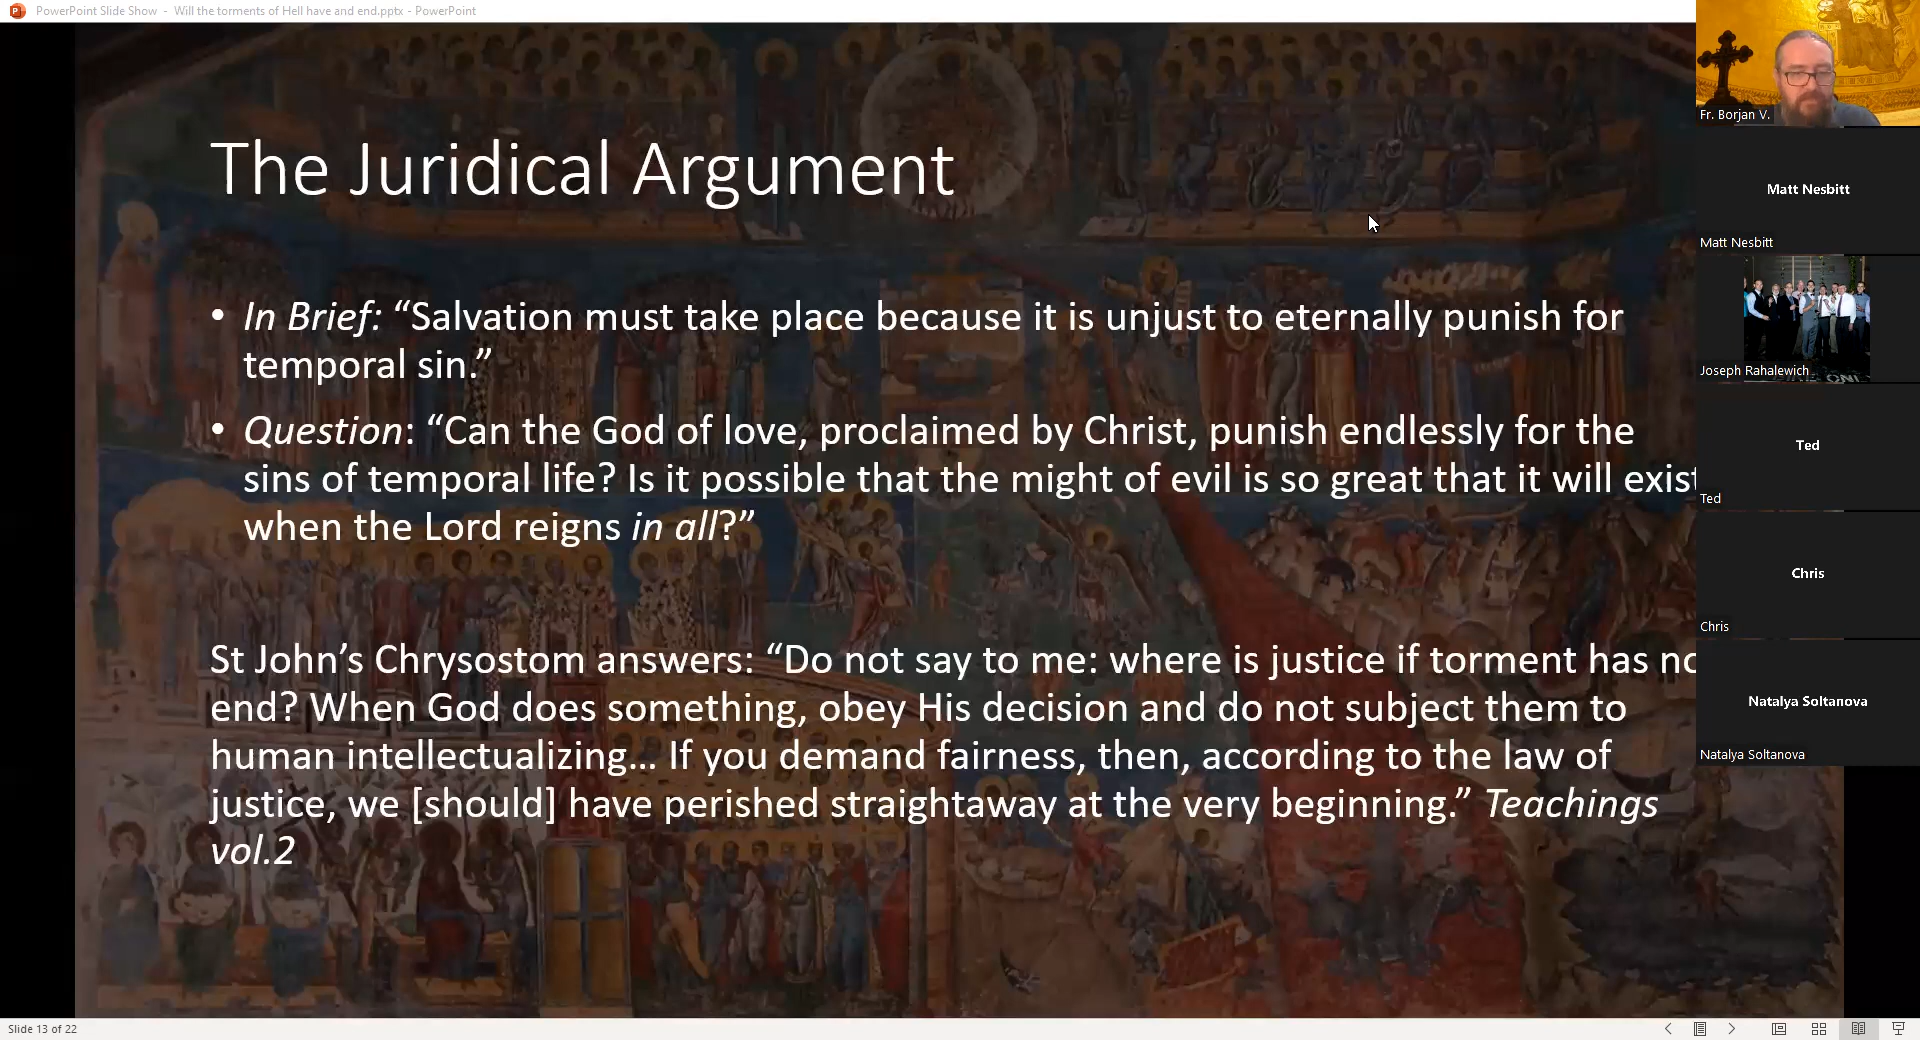 PowerPoint Slide Show - Will the torments of Hell have and end.pptx - PowerPoint
The Juridical Argument
• In Brief: “Salvation must take place because it is unjust to eternally punish for
temporal sin.”
• Question: “Can the God of love, proclaimed by Christ, punish endlessly for the
sins of temporal life? Is it possible that the might of evil is so great that it will exist
when the Lord reigns in all?”
St John’s Chrysostom answers: “Do not say to me: where is justice if torment has no
end? When God does something, obey His decision and do not subject them to
human intellectualizing... If you demand fairness, then, according to the law of
justice, we [should] have perished straightaway at the very beginning.” Teachings
vol.2
Fr. Borjan V.
Matt Nesbitt
Matt Nesbitt
Joseph Rahalewich
Ted
Ted
Chris
Chris
Natalya Soltanova
Natalya Soltanova
Slide 13 of 22